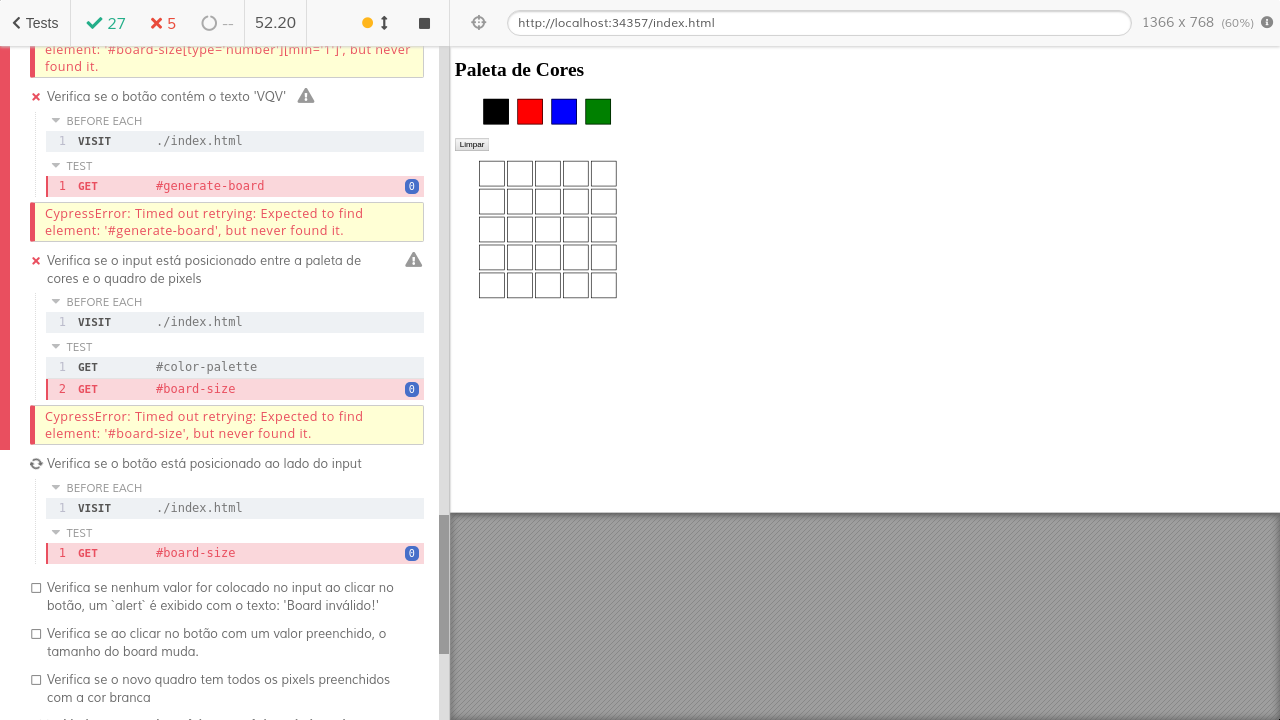 Tests
27
5
--
52.20
http://localhost:34357/index.html
1366 x 768 (60%)
element: '#board-size[type='number'][min='1']', but never
found it.
Verifica se o botão contém o texto 'VQV'
BEFORE EACH
1 VISIT ./index.html
TEST
1 GET #generate-board 0
CypressError: Timed out retrying: Expected to find
element: '#generate-board', but never found it.
Verifica se o input está posicionado entre a paleta de
cores e o quadro de pixels
BEFORE EACH
1 VISIT ./index.html
TEST
1 GET #color-palette
2 GET #board-size 0
CypressError: Timed out retrying: Expected to find
element: '#board-size', but never found it.
Verifica se o botão está posicionado ao lado do input
BEFORE EACH
1 VISIT ./index.html
TEST
1 GET #board-size 0
Verifica se nenhum valor for colocado no input ao clicar no
botão, um `alert` é exibido com o texto: 'Board inválido!'
Verifica se ao clicar no botão com um valor preenchido, o
tamanho do board muda.
Verifica se o novo quadro tem todos os pixels preenchidos
com a cor branca
Paleta de Cores
Limpar